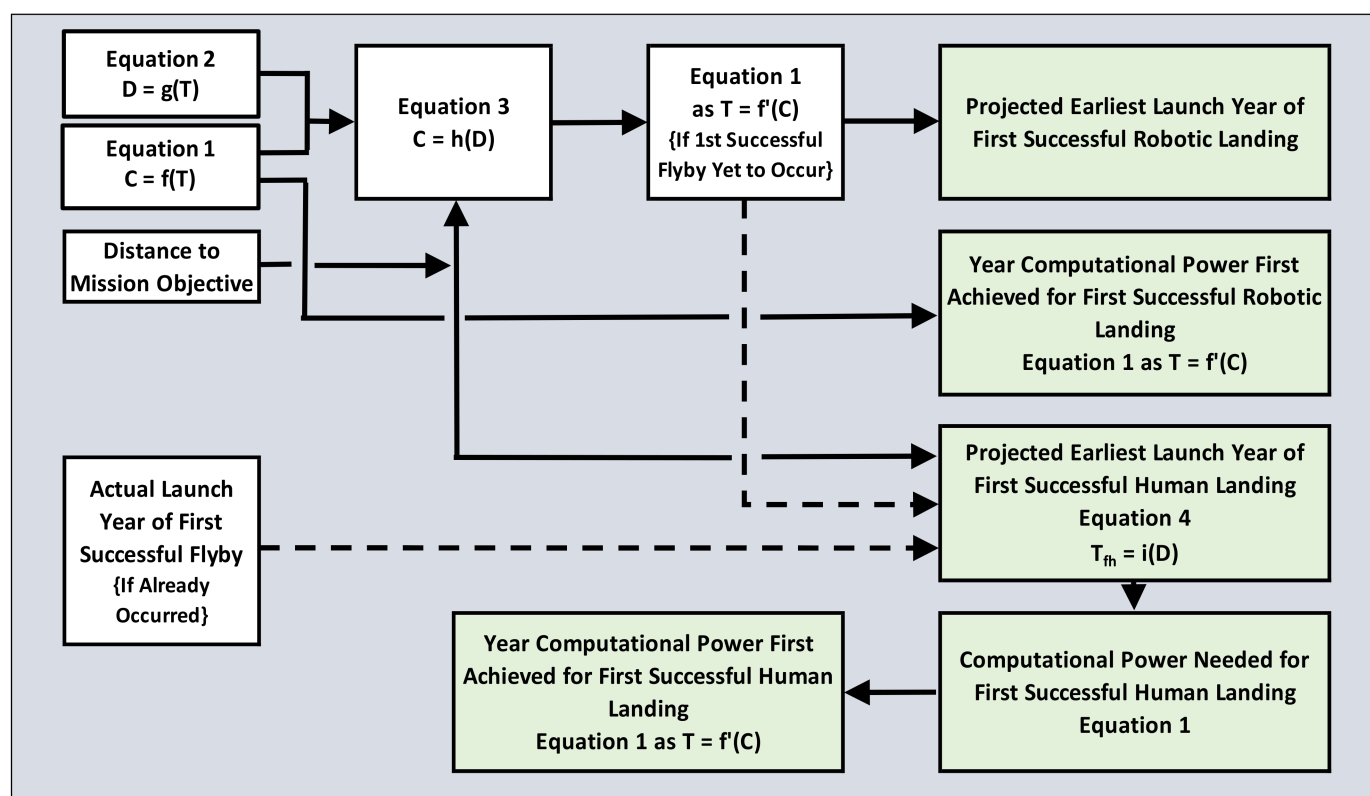 Equation 2
D = g(T)
Equation 1
C = f(T)
Distance to
Mission Objective
Equation 3
C = h(D)
Equation 1
as T = f'(C)
{If 1st Successful
Flyby Yet to Occur}
Projected Earliest Launch Year of
First Successful Robotic Landing
Year Computational Power First
Achieved for First Successful Robotic
Landing
Equation 1 as T = f'(C)
Actual Launch
Year of First
Successful Flyby
{If Already
Occurred}
Projected Earliest Launch Year of
First Successful Human Landing
Equation 4
Tfh = i(D)
Year Computational Power First
Achieved for First Successful Human
Landing
Equation 1 as T = f'(C)
Computational Power Needed for
First Successful Human Landing
Equation 1